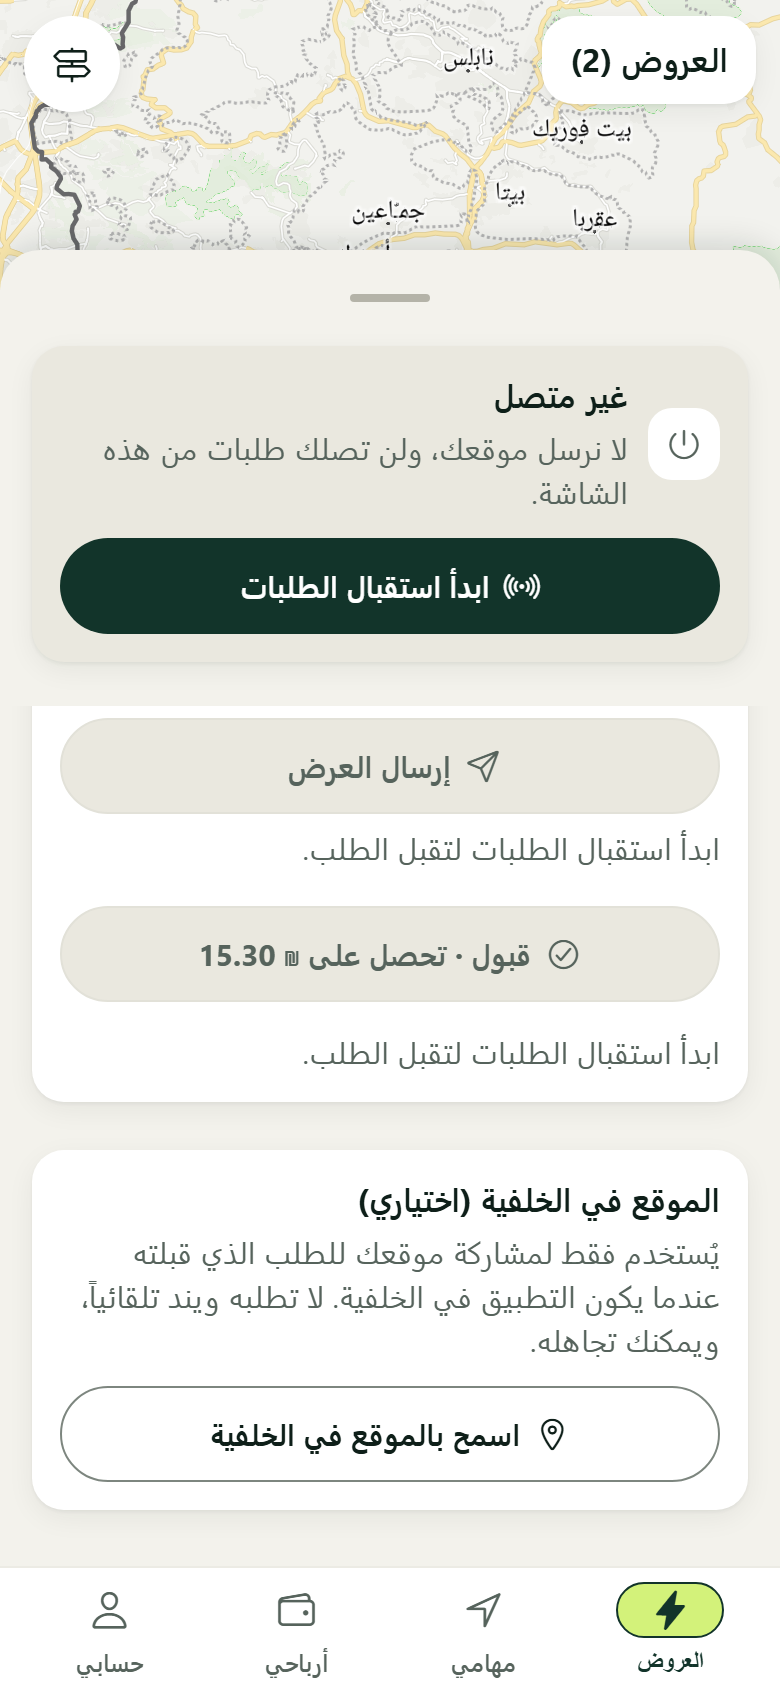 العروض (2)
نابلس
بيت فوريك
بيتا
جمّاعين
عقربا
غير متصل
لا نرسل موقعك، ولن تصلك طلبات من هذه
الشاشة.
ابدأ استقبال الطلبات
إرسال العرض
ابدأ استقبال الطلبات لتقبل الطلب.
قبول · تحصل على ₪ 15.30
ابدأ استقبال الطلبات لتقبل الطلب.
الموقع في الخلفية (اختياري)
يُستخدم فقط لمشاركة موقعك للطلب الذي قبلته
عندما يكون التطبيق في الخلفية. لا تطلبه ويند تلقائياً،
ويمكنك تجاهله.
اسمح بالموقع في الخلفية
العروض
مهامي
أرباحي
حسابي